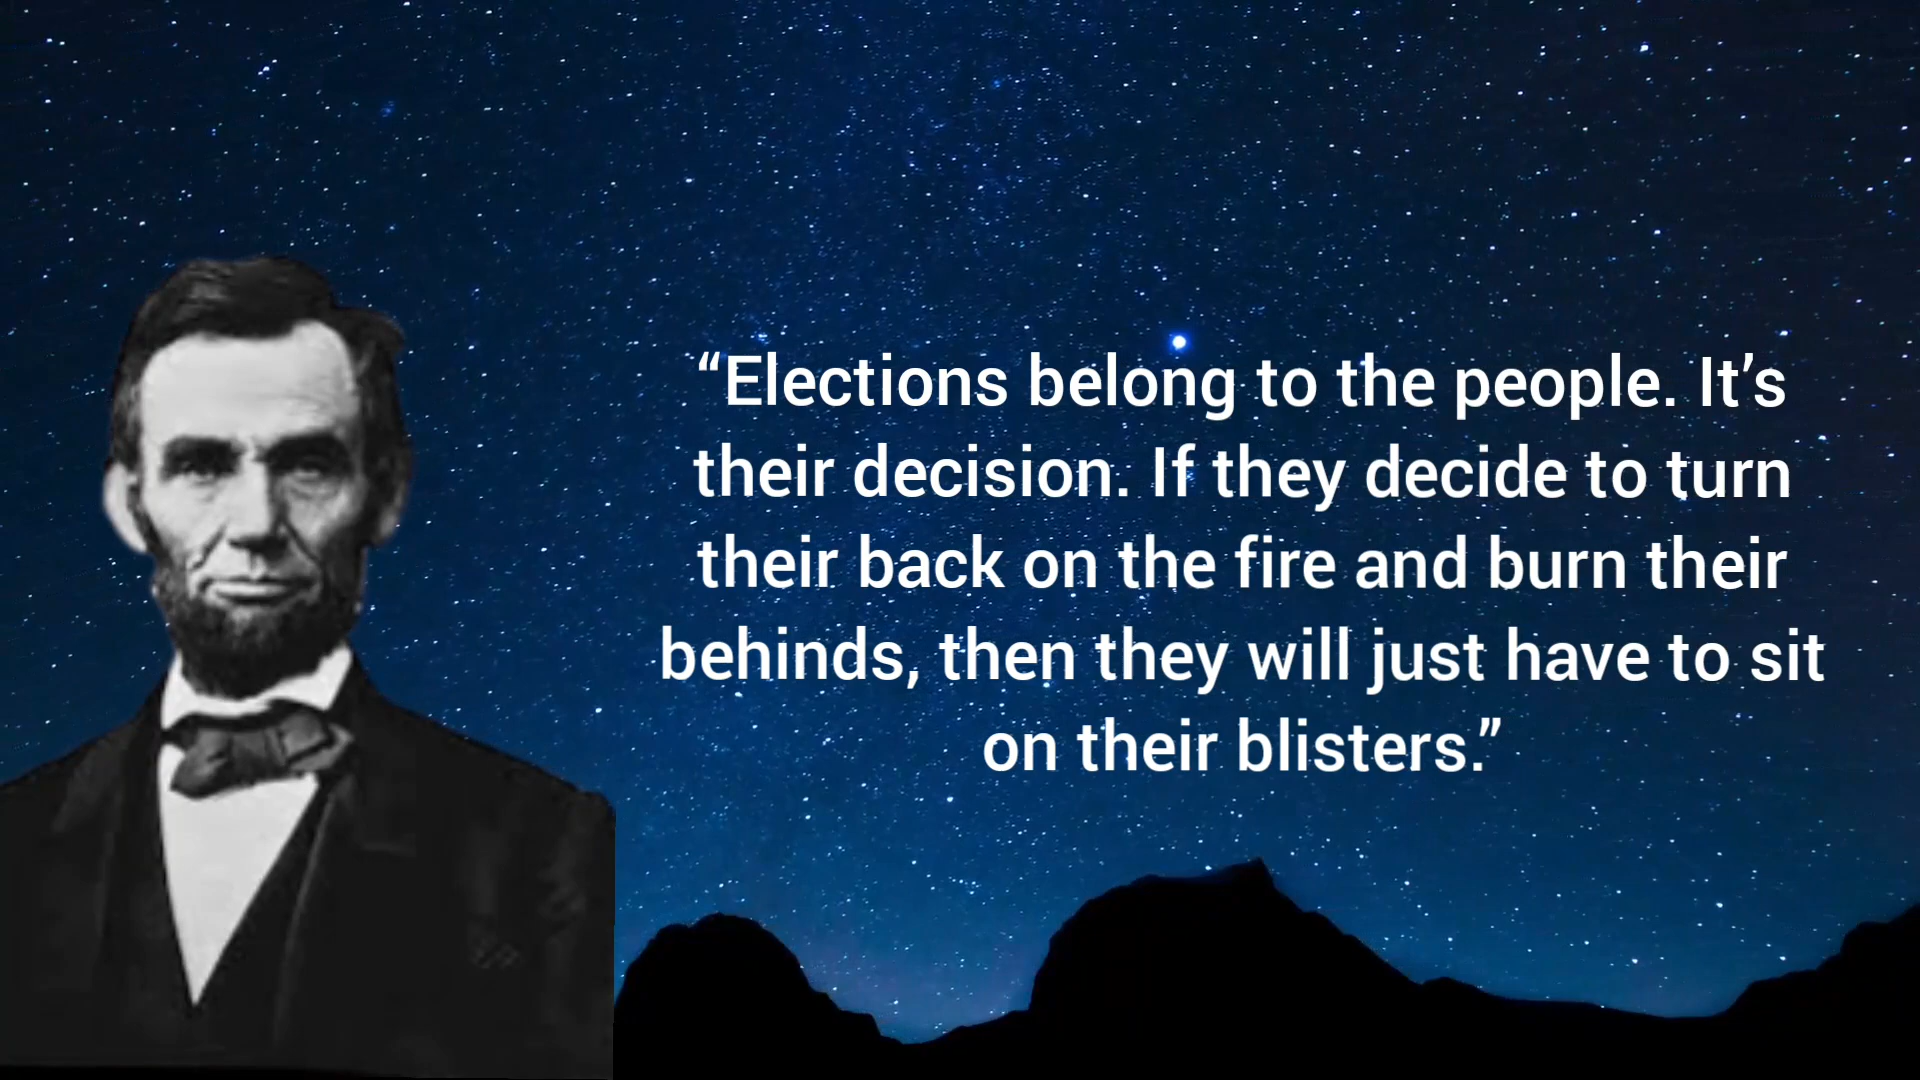 “Elections belong to the people. It’s
their decision. If they decide to turn
their back on the fire and burn their
behinds, then they will just have to sit
on their blisters.”